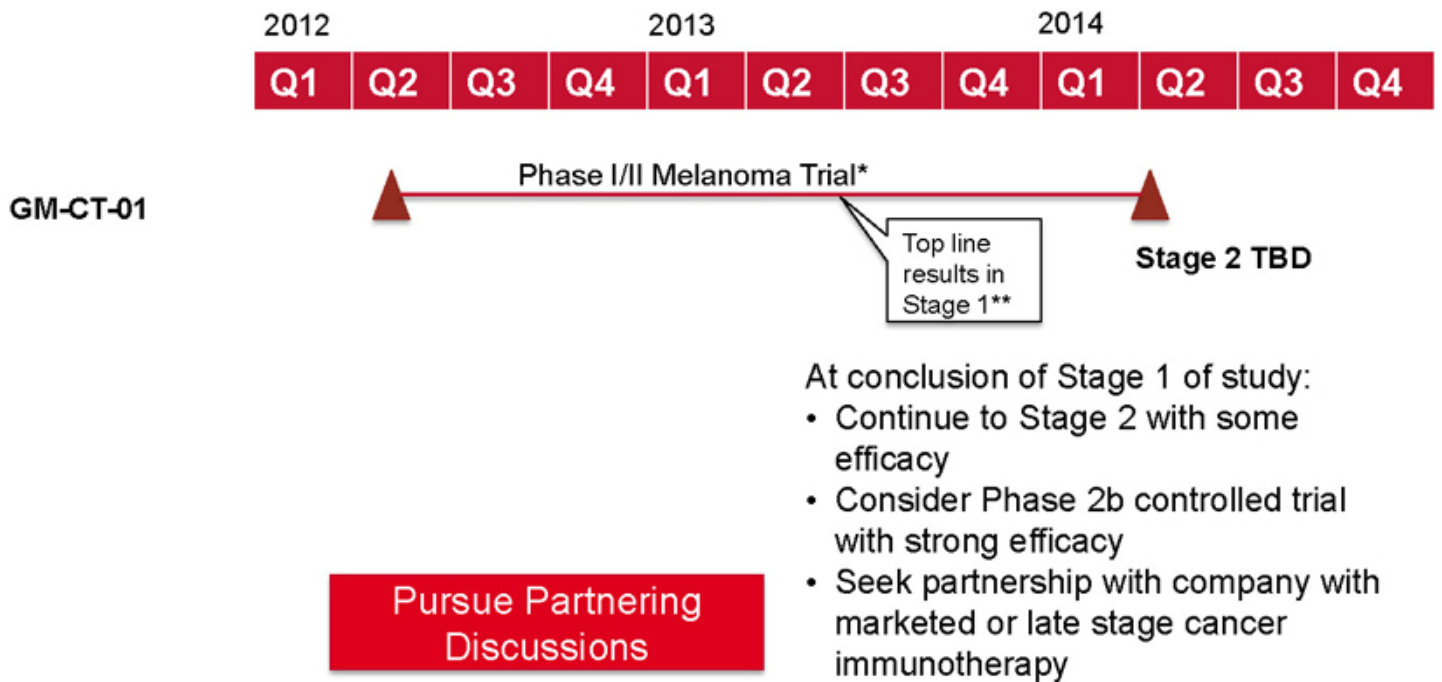 2012 2013 2014
Q1 Q2 Q3 Q4 Q1 Q2 Q3 Q4 Q1 Q2 Q3 Q4
Phase I/II Melanoma Trial*
GM-CT-01
Top line
results in
Stage 1**
Stage 2 TBD
At conclusion of Stage 1 of study:
• Continue to Stage 2 with some
efficacy
• Consider Phase 2b controlled trial
with strong efficacy
• Seek partnership with company with
marketed or late stage cancer
immunotherapy
Pursue Partnering
Discussions